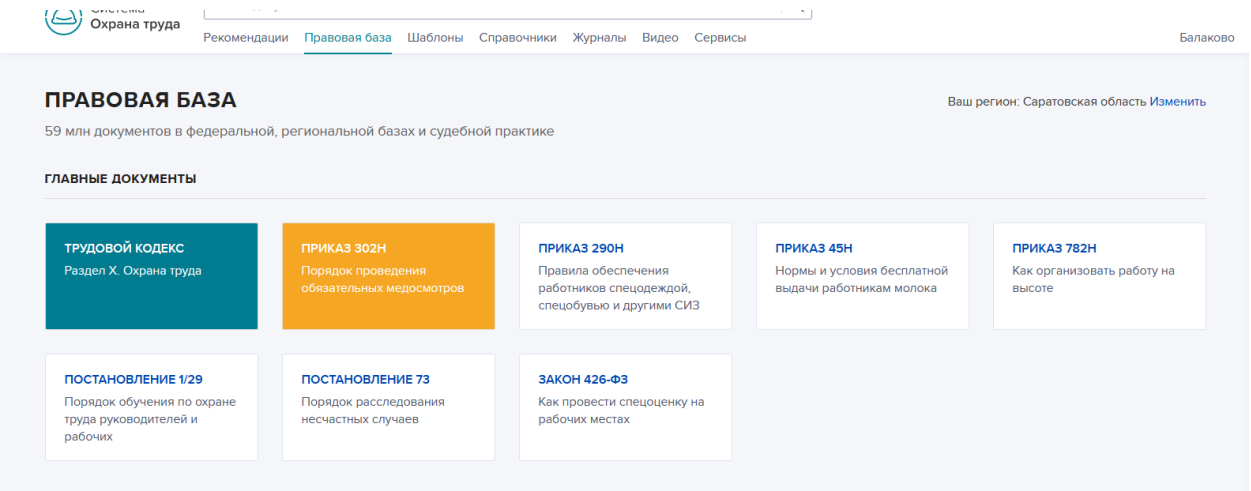 Система
Охрана труда
Рекомендации Правовая база Шаблоны Справочники Журналы Видео Сервисы
Балаково
ПРАВОВАЯ БАЗА
Ваш регион: Саратовская область Изменить
59 млн документов в федеральной, региональной базах и судебной практике
ГЛАВНЫЕ ДОКУМЕНТЫ
ТРУДОВОЙ КОДЕКС
Раздел X. Охрана труда
ПРИКАЗ 302Н
Порядок проведения
обязательных медосмотров
ПРИКАЗ 290Н
Правила обеспечения
работников спецодеждой,
спецобувью и другими СИЗ
ПРИКАЗ 45Н
Нормы и условия бесплатной
выдачи работникам молока
ПРИКАЗ 782Н
Как организовать работу на
высоте
ПОСТАНОВЛЕНИЕ 1/29
Порядок обучения по охране
труда руководителей и
рабочих
ПОСТАНОВЛЕНИЕ 73
Порядок расследования
несчастных случаев
ЗАКОН 426-ФЗ
Как провести спецоценку на
рабочих местах